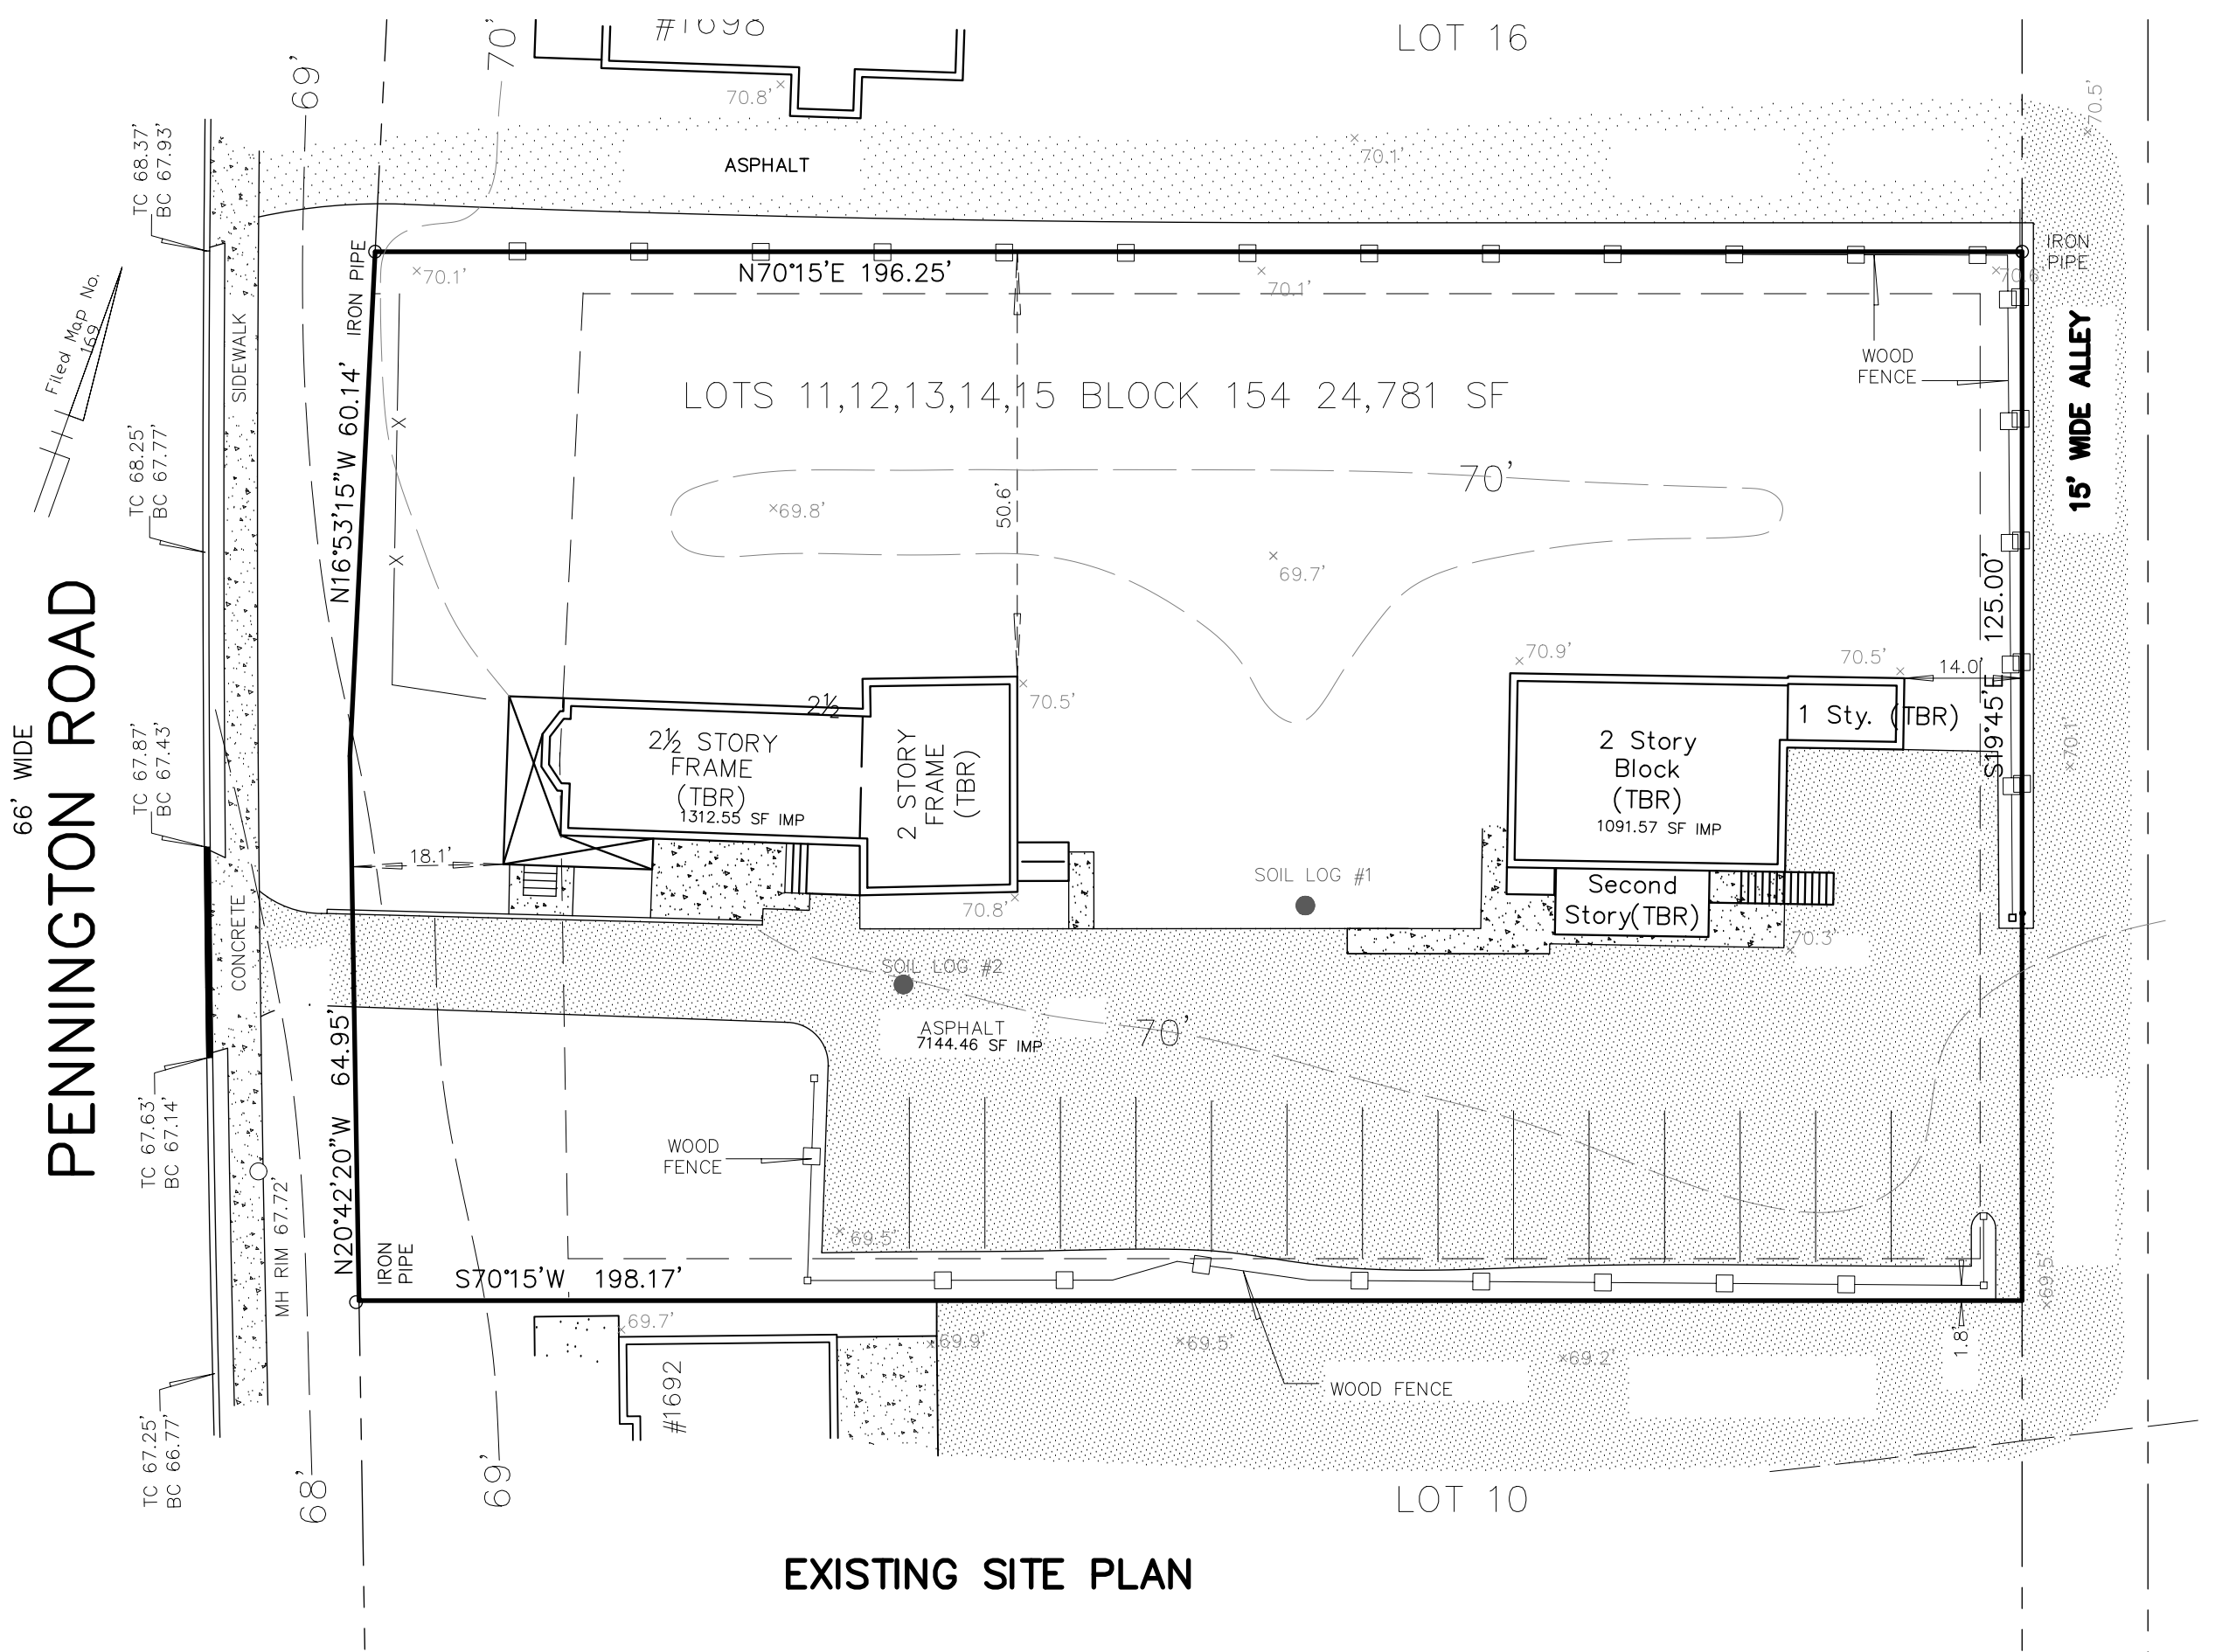 #1698
LOT 16
69'
70'
70.8'
70.5'
TC 68.37'
BC 67.93'
ASPHALT
70.1'
IRON
PIPE
IRON PIPE
70.1'
N70°15'E 196.25'
70.1'
70.6'
Filed Map No.
169
SIDEWALK
WOOD
FENCE
15' WIDE ALLEY
LOTS 11,12,13,14,15 BLOCK 154 24,781 SF
N16°53'15"W 60.14'
TC 68.25'
BC 67.77'
X
X
70'
50.6'
69.8'
69.7'
S19°45'E 125.00'
PENNINGTON ROAD
66' WIDE
70.9'
70.5'
14.0'
70.5'
2½
2½ STORY
FRAME
(TBR)
1312.55 SF IMP
2 STORY
FRAME
(TBR)
2 Story
Block
(TBR)
1091.57 SF IMP
1 Sty. (TBR)
70.1'
TC 67.87'
BC 67.43'
18.1'
SOIL LOG #1
Second
Story(TBR)
70.8'
70.3'
CONCRETE
SOIL LOG #2
ASPHALT
7144.46 SF IMP
70'
N20°42'20"W 64.95'
TC 67.63'
BC 67.14'
WOOD
FENCE
MH RIM 67.72'
69.5'
IRON
PIPE
S70°15'W 198.17'
69.5'
69.7'
69.9'
69.5'
69.2'
1.8'
#1692
WOOD FENCE
TC 67.25'
BC 66.77'
68'
69'
LOT 10
EXISTING SITE PLAN